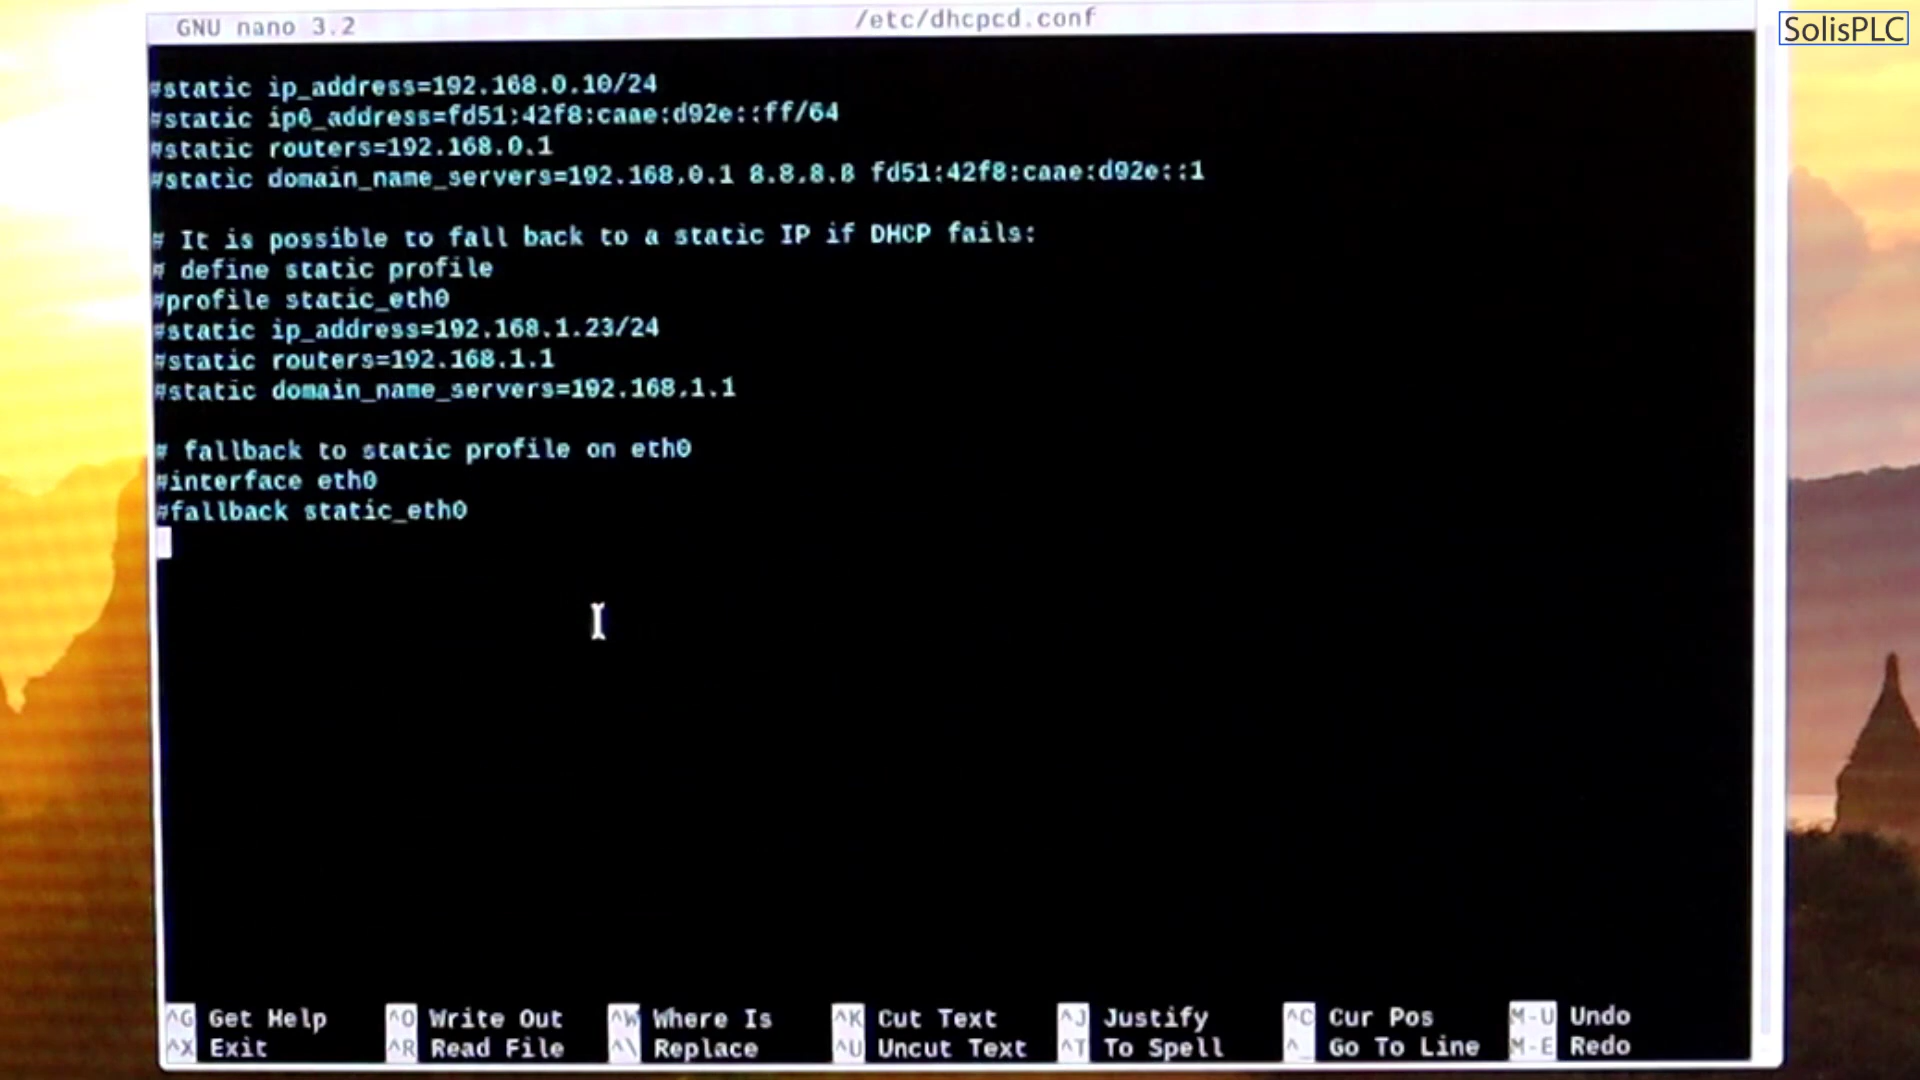 SolisPLC
GNU nano 3.2 /etc/dhcpcd.conf
#static ip_address=192.168.0.10/24
#static ip6_address=fd51:42f8:caae:d92e::ff/64
#static routers=192.168.0.1
#static domain_name_servers=192.168.0.1 8.8.8.8 fd51:42f8:caae:d92e::1
# It is possible to fall back to a static IP if DHCP fails:
# define static profile
#profile static_eth0
#static ip_address=192.168.1.23/24
#static routers=192.168.1.1
#static domain_name_servers=192.168.1.1
# fallback to static profile on eth0
#interface eth0
#fallback static_eth0
^G Get Help ^O Write Out ^W Where Is ^K Cut Text ^J Justify ^C Cur Pos M-U Undo
^X Exit ^R Read File ^\ Replace ^U Uncut Text ^T To Spell ^_ Go To Line M-E Redo